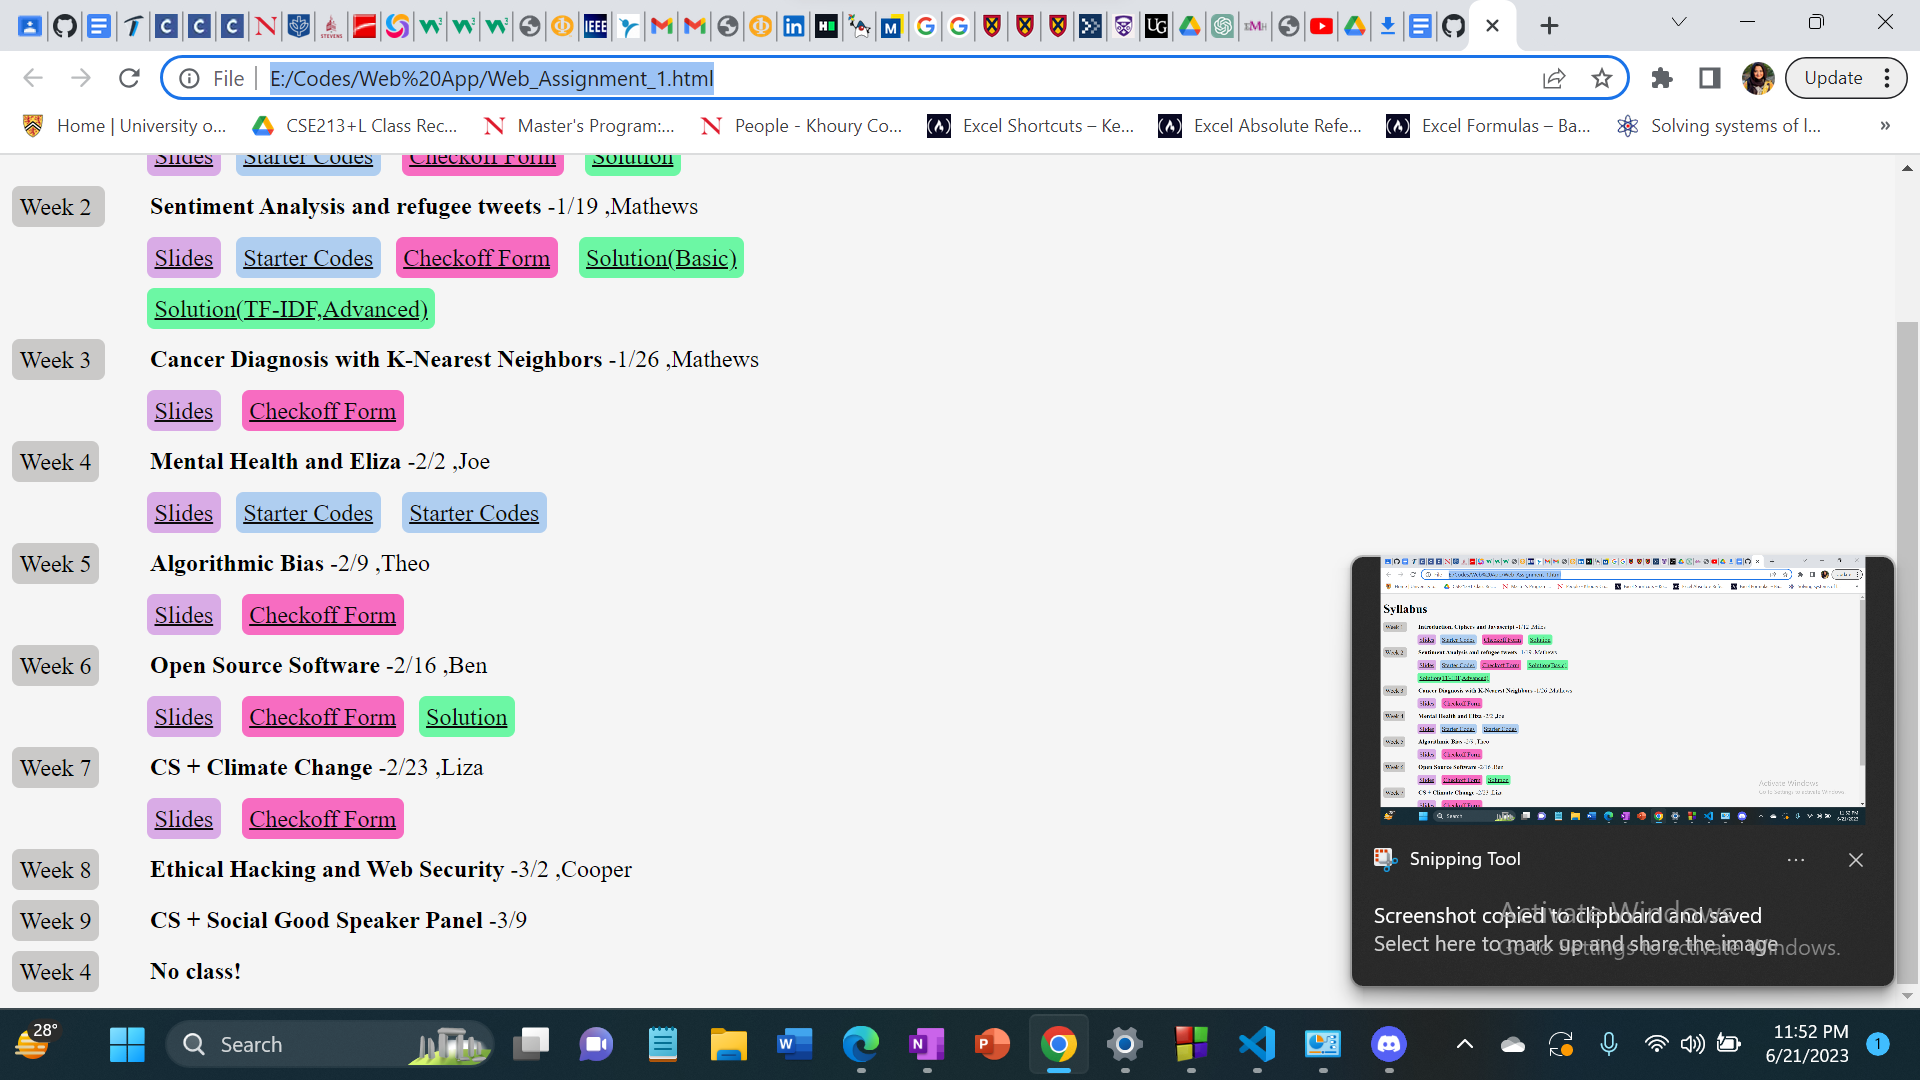 File E:/Codes/Web%20App/Web_Assignment_1.html Update
Home | University o... CSE213+L Class Rec... Master's Program:... People - Khoury Co... Excel Shortcuts – Ke... Excel Absolute Refe... Excel Formulas – Ba... Solving systems of l... »
Slides Starter Codes Checkoff Form Solution
Week 2 Sentiment Analysis and refugee tweets -1/19 ,Mathews
Slides Starter Codes Checkoff Form Solution(Basic)
Solution(TF-IDF,Advanced)
Week 3 Cancer Diagnosis with K-Nearest Neighbors -1/26 ,Mathews
Slides Checkoff Form
Week 4 Mental Health and Eliza -2/2 ,Joe
Slides Starter Codes Starter Codes
Week 5 Algorithmic Bias -2/9 ,Theo
Slides Checkoff Form
Week 6 Open Source Software -2/16 ,Ben
Slides Checkoff Form Solution
Week 7 CS + Climate Change -2/23 ,Liza
Slides Checkoff Form
Week 8 Ethical Hacking and Web Security -3/2 ,Cooper
Week 9 CS + Social Good Speaker Panel -3/9
Week 4 No class!
Syllabus
Snipping Tool
Screenshot copied to clipboard and saved
Select here to mark up and share the image
Activate Windows
Go to Settings to activate Windows.
28° Search 11:52 PM
6/21/2023 1